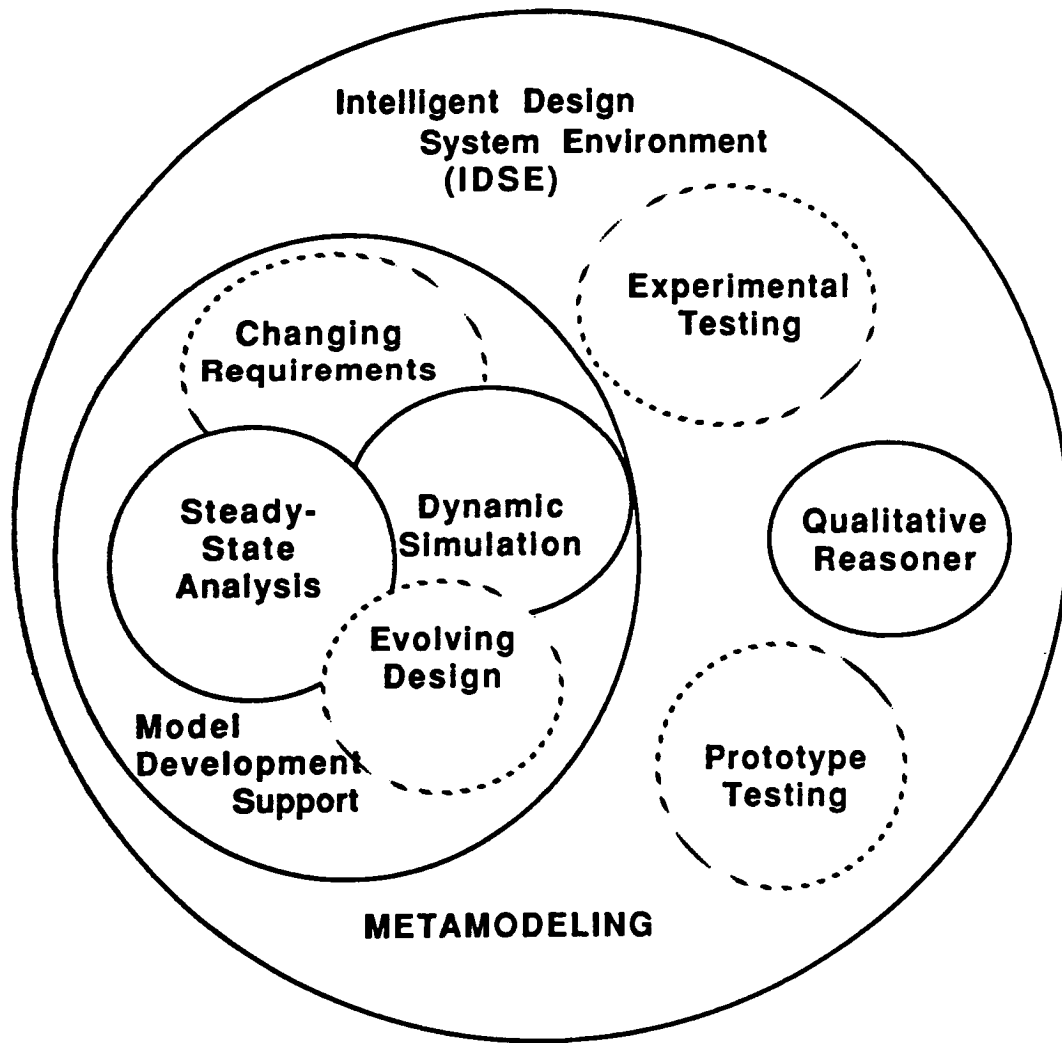 Intelligent Design
System Environment
(IDSE)
Experimental
Testing
Changing
Requirements
Steady-
State
Analysis
Dynamic
Simulation
Qualitative
Reasoner
Evolving
Design
Model
Development
Support
Prototype
Testing
METAMODELING